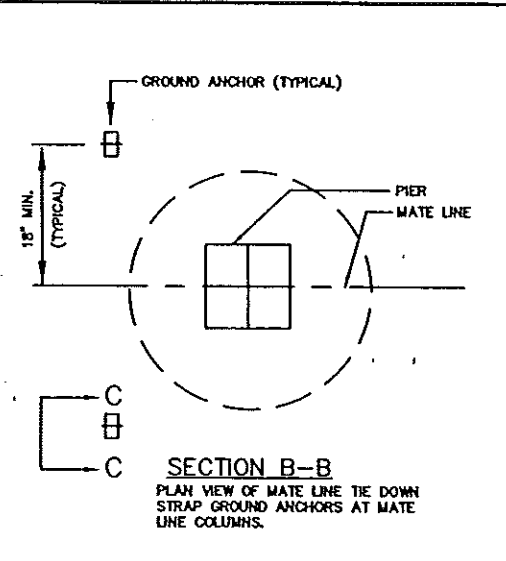 GROUND ANCHOR (TYPICAL)
18" MIN.
(TYPICAL)
PIER
MATE LINE
C
C
SECTION B-B
PLAN VIEW OF MATE LINE TIE DOWN
STRAP GROUND ANCHORS AT MATE
LINE COLUMNS.